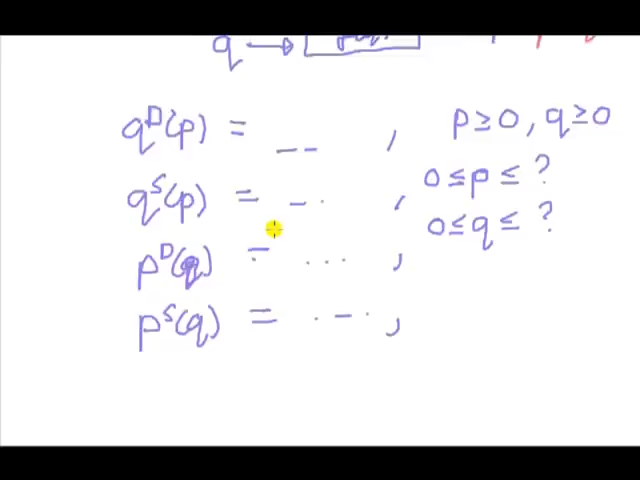 q →
q^D(p) = _ _ , p ≥ 0, q ≥ 0
q^S(p) = _ . , 0 ≤ p ≤ ?
0 ≤ q ≤ ?
p^D(q) = . . . ,
p^S(q) = . _ . ,